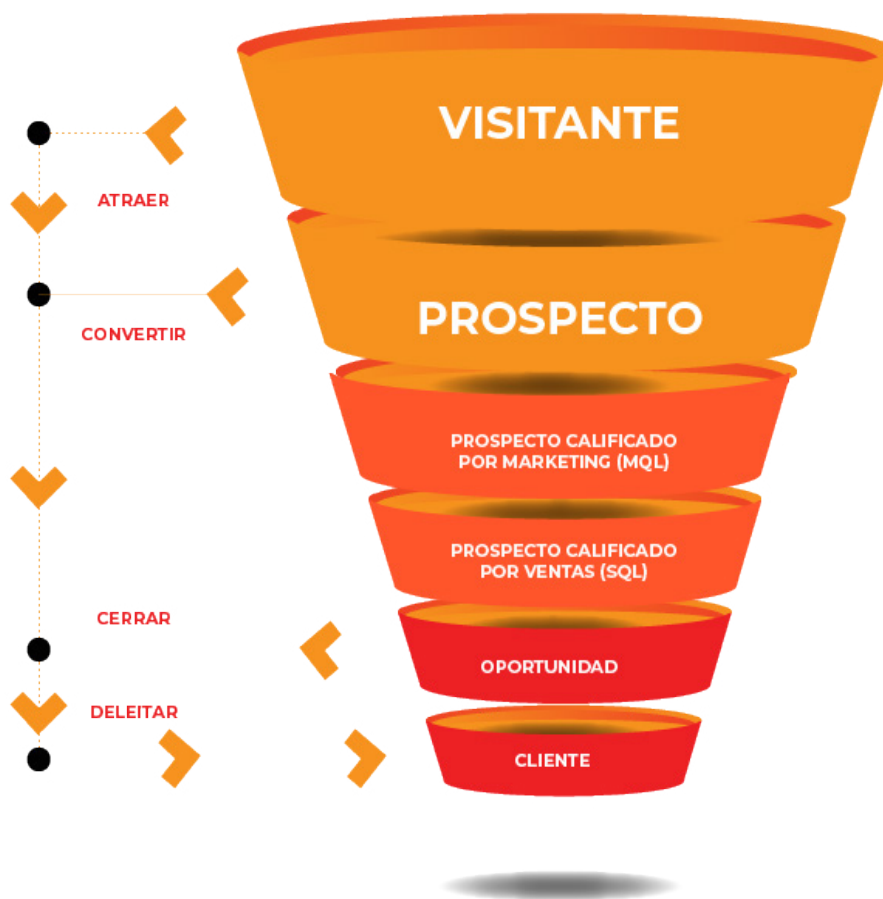 VISITANTE
ATRAER
PROSPECTO
CONVERTIR
PROSPECTO CALIFICADO
POR MARKETING (MQL)
PROSPECTO CALIFICADO
POR VENTAS (SQL)
CERRAR
OPORTUNIDAD
DELEITAR
CLIENTE